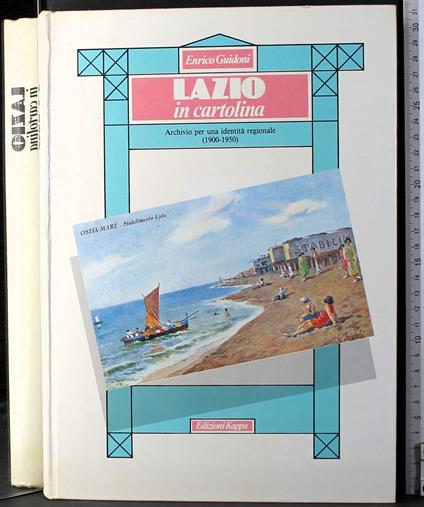 Enrico Guidoni
LAZIO
in cartolina
Archivio per una identità regionale
(1900-1950)
OSTIA-MARE - Stabilimento Lido
STABILI
Edizioni Kappa
LAZIO
in cartolina